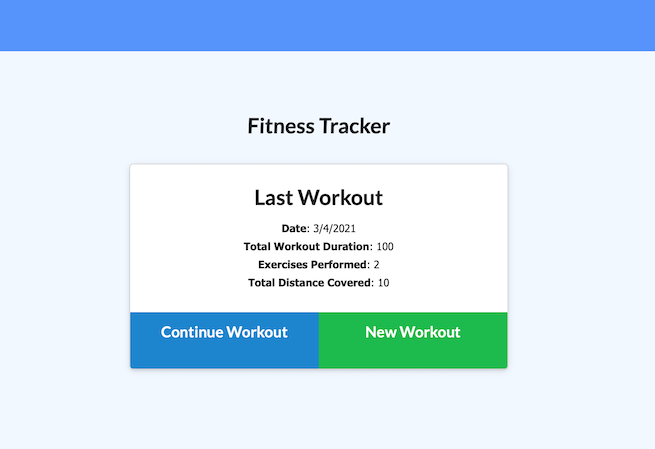 Fitness Tracker
Last Workout
Date: 3/4/2021
Total Workout Duration: 100
Exercises Performed: 2
Total Distance Covered: 10
Continue Workout
New Workout